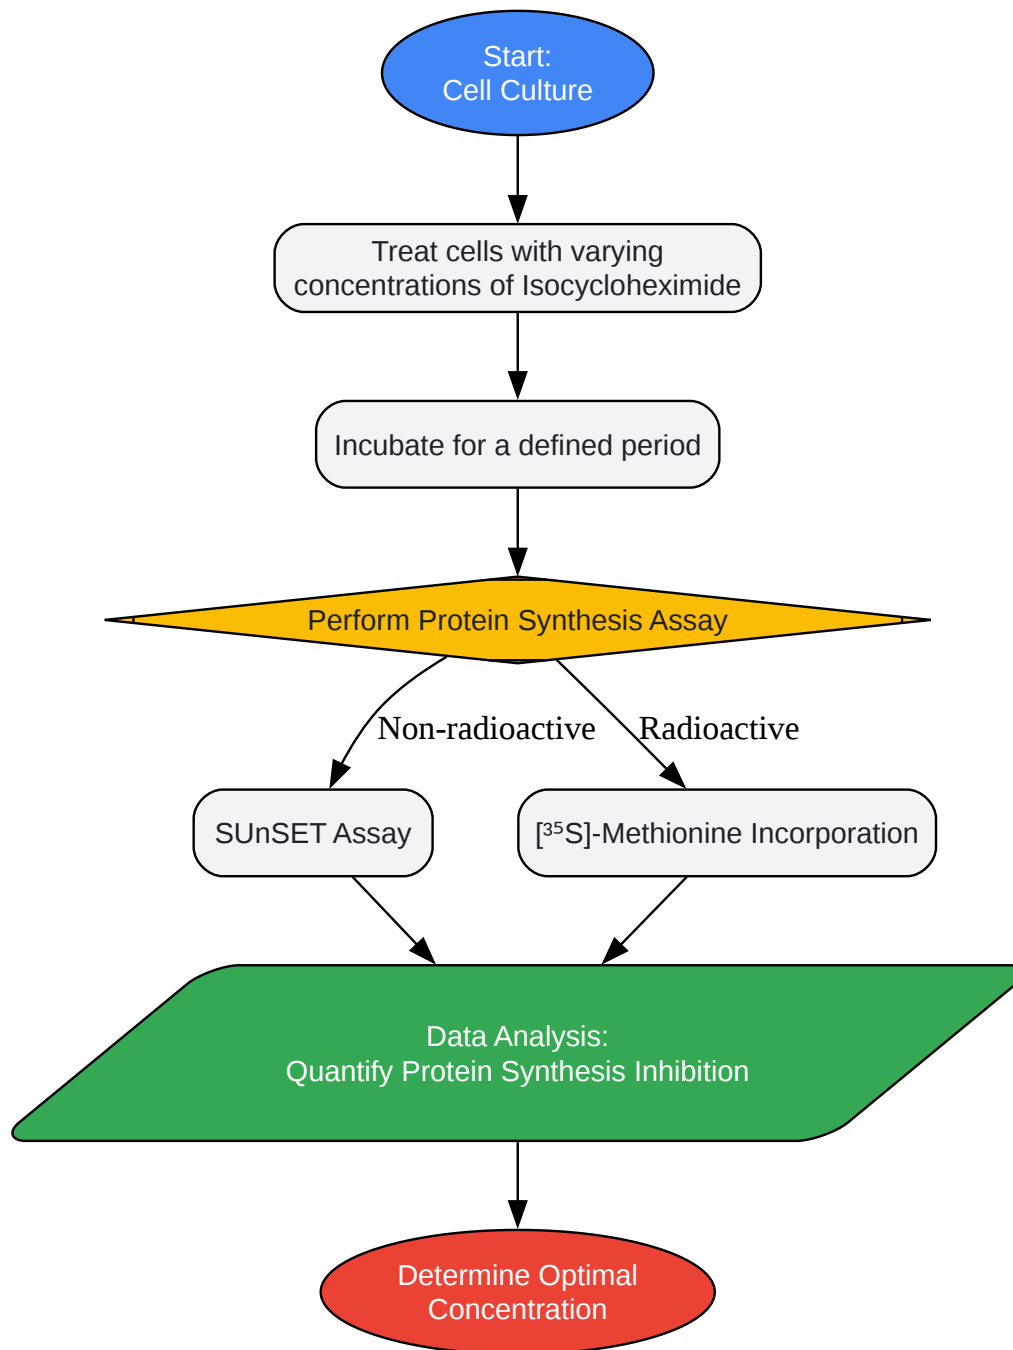 Start:
Cell Culture
Treat cells with varying
concentrations of Isocycloheximide
Incubate for a defined period
Perform Protein Synthesis Assay
Non-radioactive
Radioactive
SUnSET Assay
[³⁵S]-Methionine Incorporation
Data Analysis:
Quantify Protein Synthesis Inhibition
Determine Optimal
Concentration